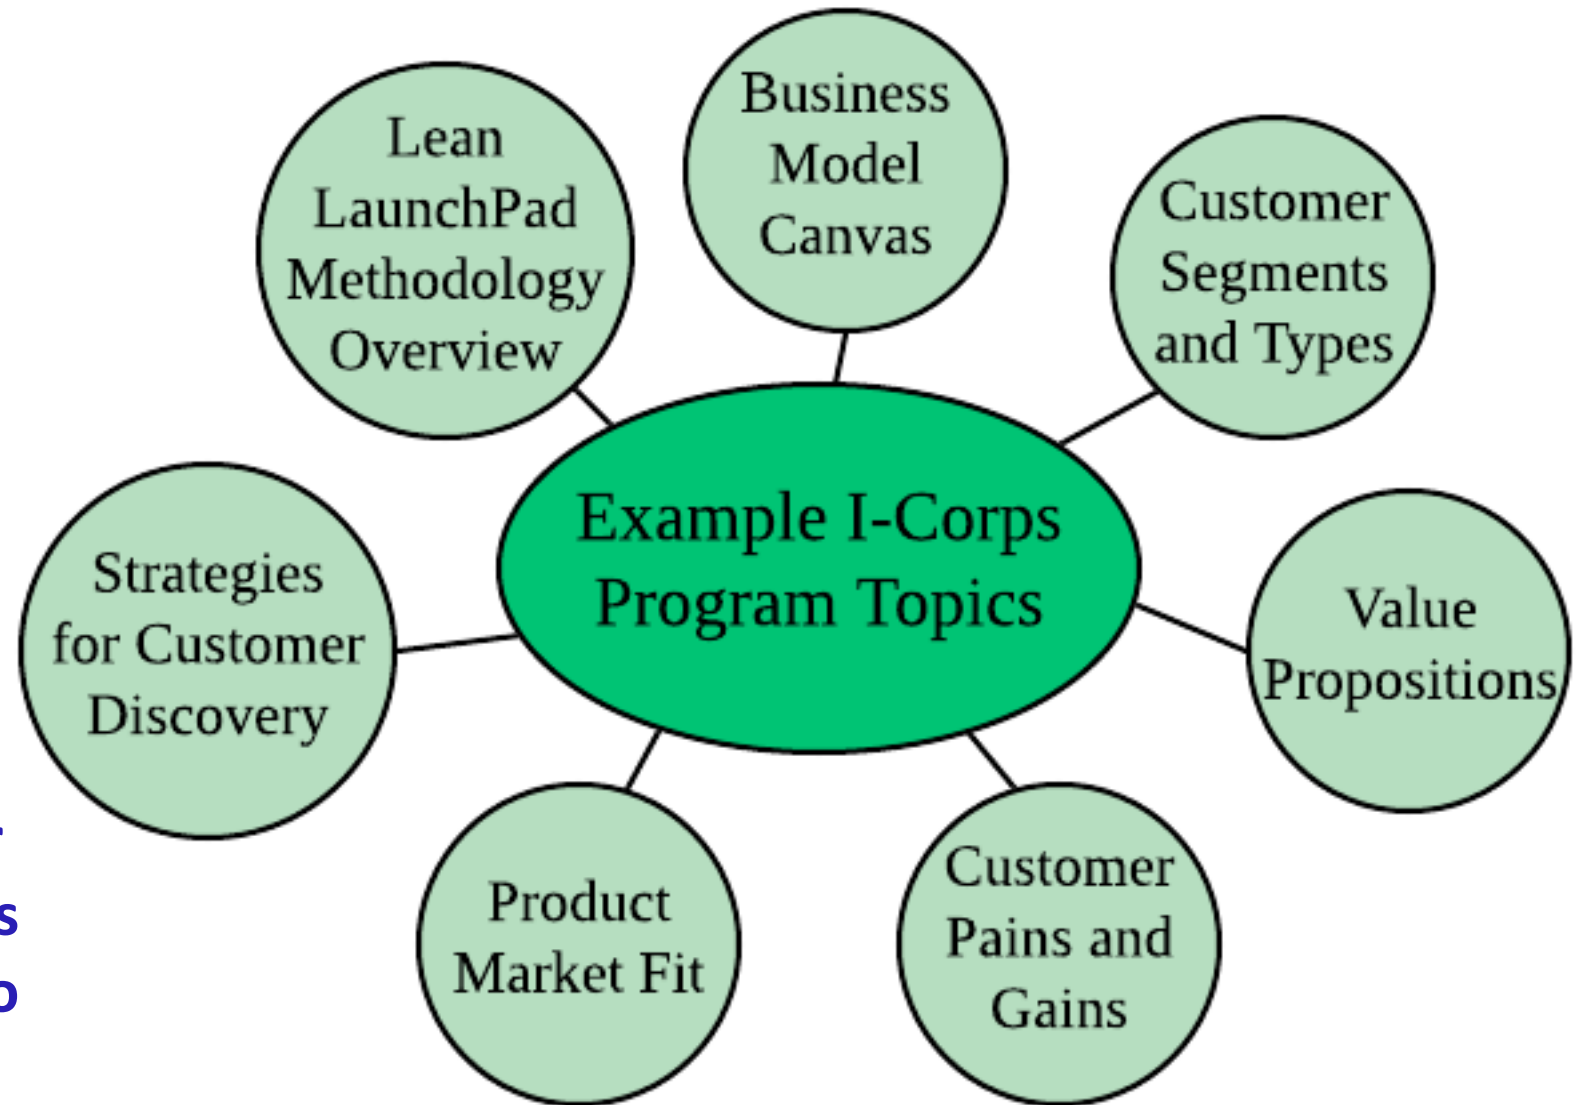 Business
Model
Canvas
Lean
LaunchPad
Methodology
Overview
Customer
Segments
and Types
Example I-Corps
Program Topics
Strategies
for Customer
Discovery
Value
Propositions
Product
Market Fit
Customer
Pains and
Gains
s
o